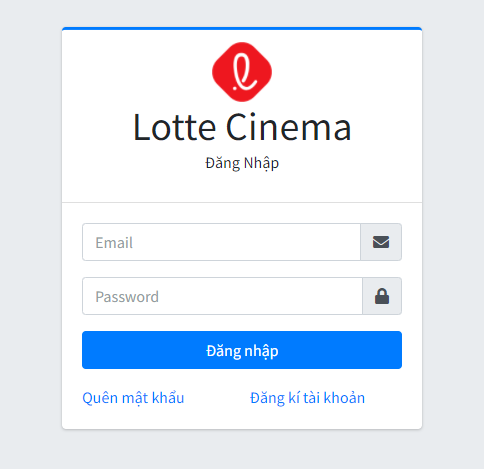 Lotte Cinema
Đăng Nhập
Email
Password
Đăng nhập
Quên mật khẩu
Đăng kí tài khoản